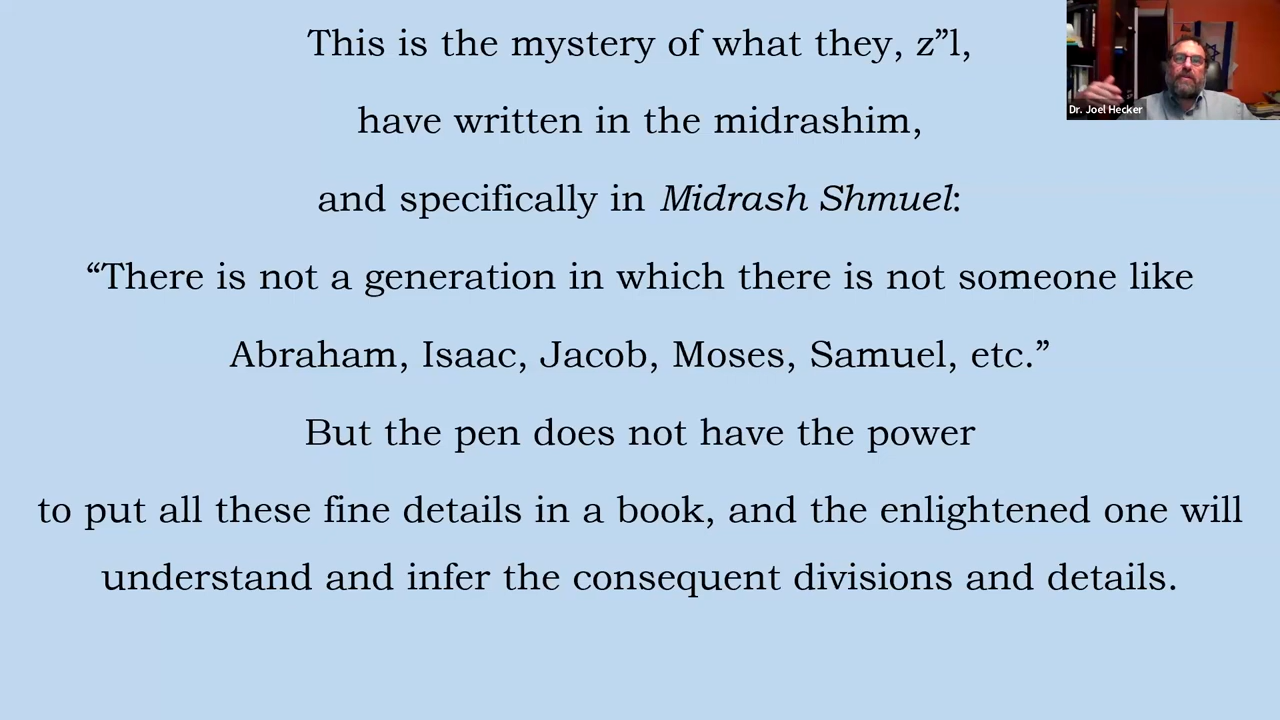 This is the mystery of what they, z”l,
have written in the midrashim,
and specifically in Midrash Shmuel:
“There is not a generation in which there is not someone like
Abraham, Isaac, Jacob, Moses, Samuel, etc.”
But the pen does not have the power
to put all these fine details in a book, and the enlightened one will
understand and infer the consequent divisions and details.
Dr. Joel Hecker